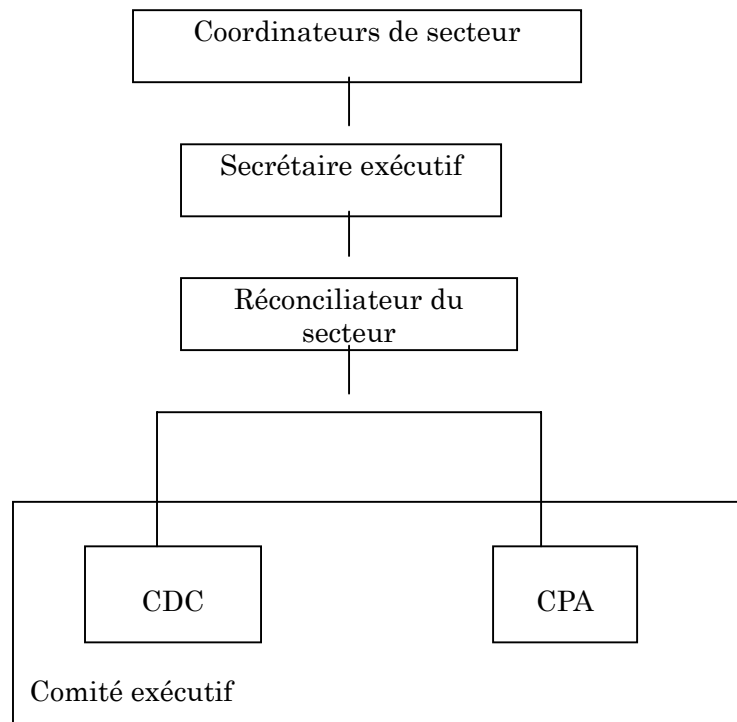 Coordinateurs de secteur
Secrétaire exécutif
Réconciliateur du
secteur
CDC
CPA
Comité exécutif